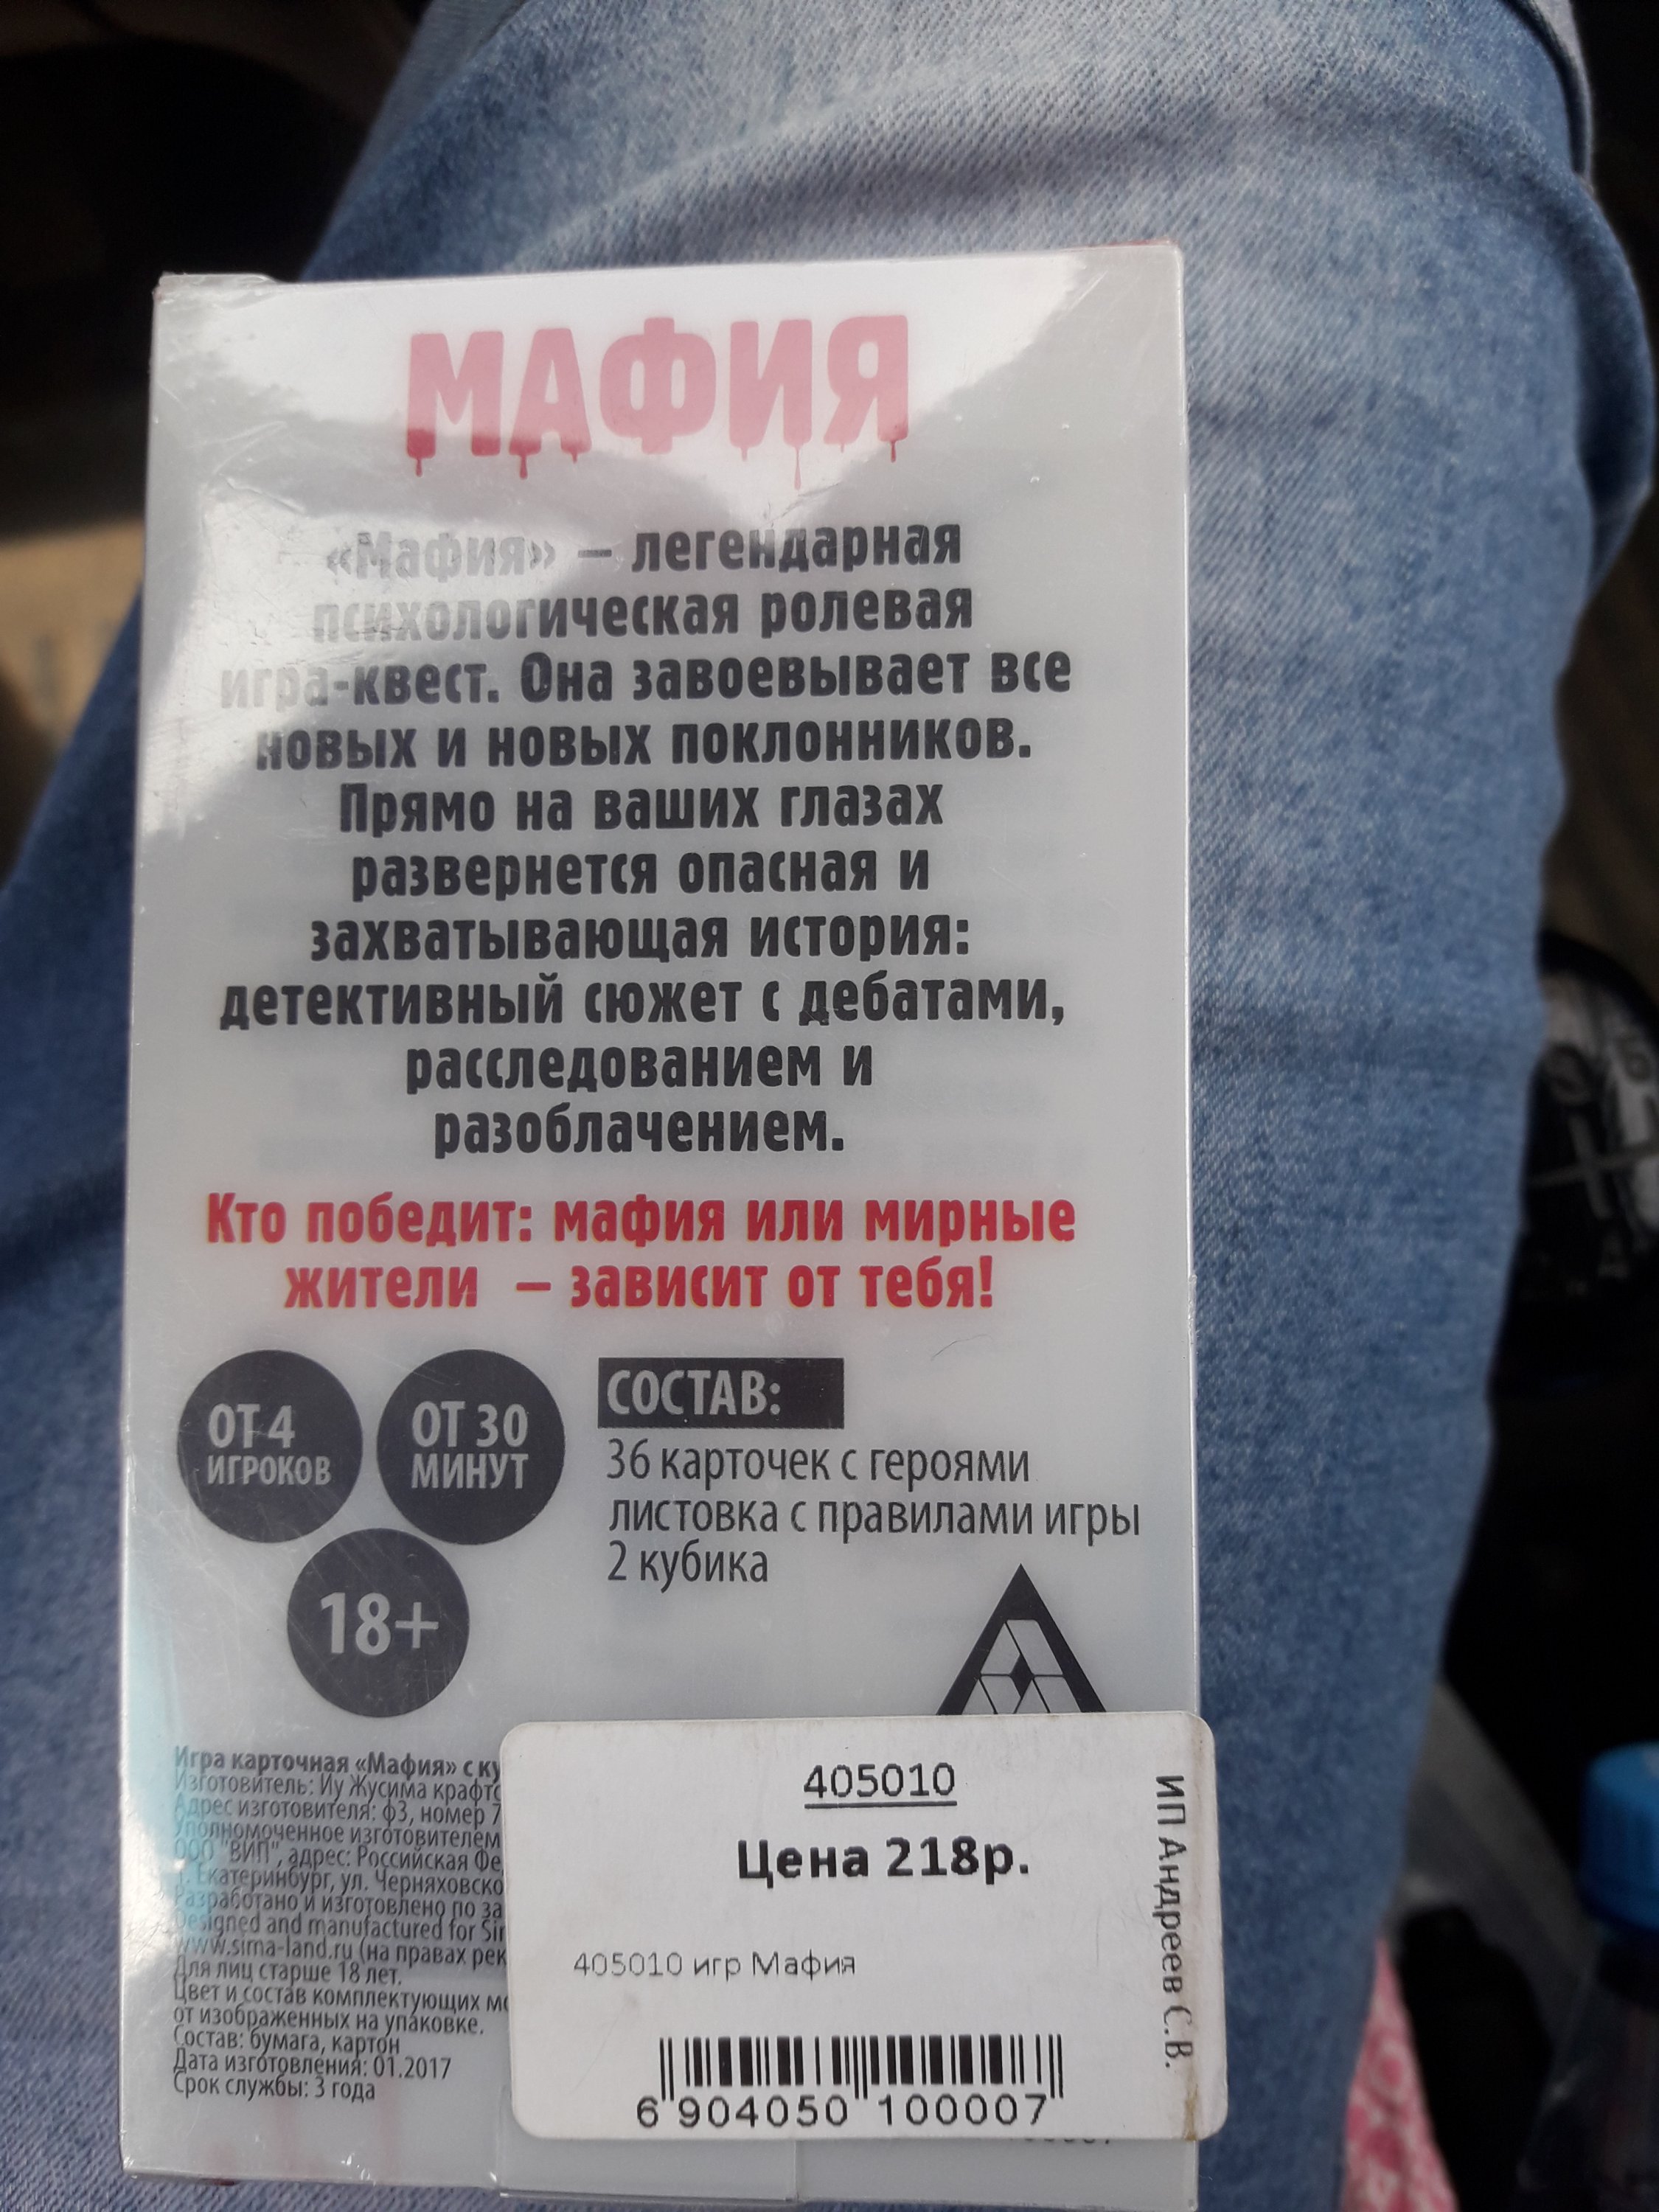 МАФИЯ
«Мафия» – легендарная
психологическая ролевая
игра-квест. Она завоевывает все
новых и новых поклонников.
Прямо на ваших глазах
развернется опасная и
захватывающая история:
детективный сюжет с дебатами,
расследованием и
разоблачением.
Кто победит: мафия или мирные
жители – зависит от тебя!
ОТ 4
ИГРОКОВ
ОТ 30
МИНУТ
18+
СОСТАВ:
36 карточек с героями
листовка с правилами игры
2 кубика
Игра карточная «Мафия» с ку
Изготовитель: Иу Жусима крафтс
Адрес изготовителя: ф3, номер 7
Уполномоченное изготовителем
ООО "ВИП", адрес: Российская Фе
г. Екатеринбург, ул. Черняховско
Разработано и изготовлено по за
Designed and manufactured for Sir
www.sima-land.ru (на правах рек
Для лиц старше 18 лет.
Цвет и состав комплектующих мо
от изображенных на упаковке.
Состав: бумага, картон
Дата изготовления: 01.2017
Срок службы: 3 года
405010
Цена 218р.
405010 игр Мафия
6 904050 100007
ИП Андреев С.В.